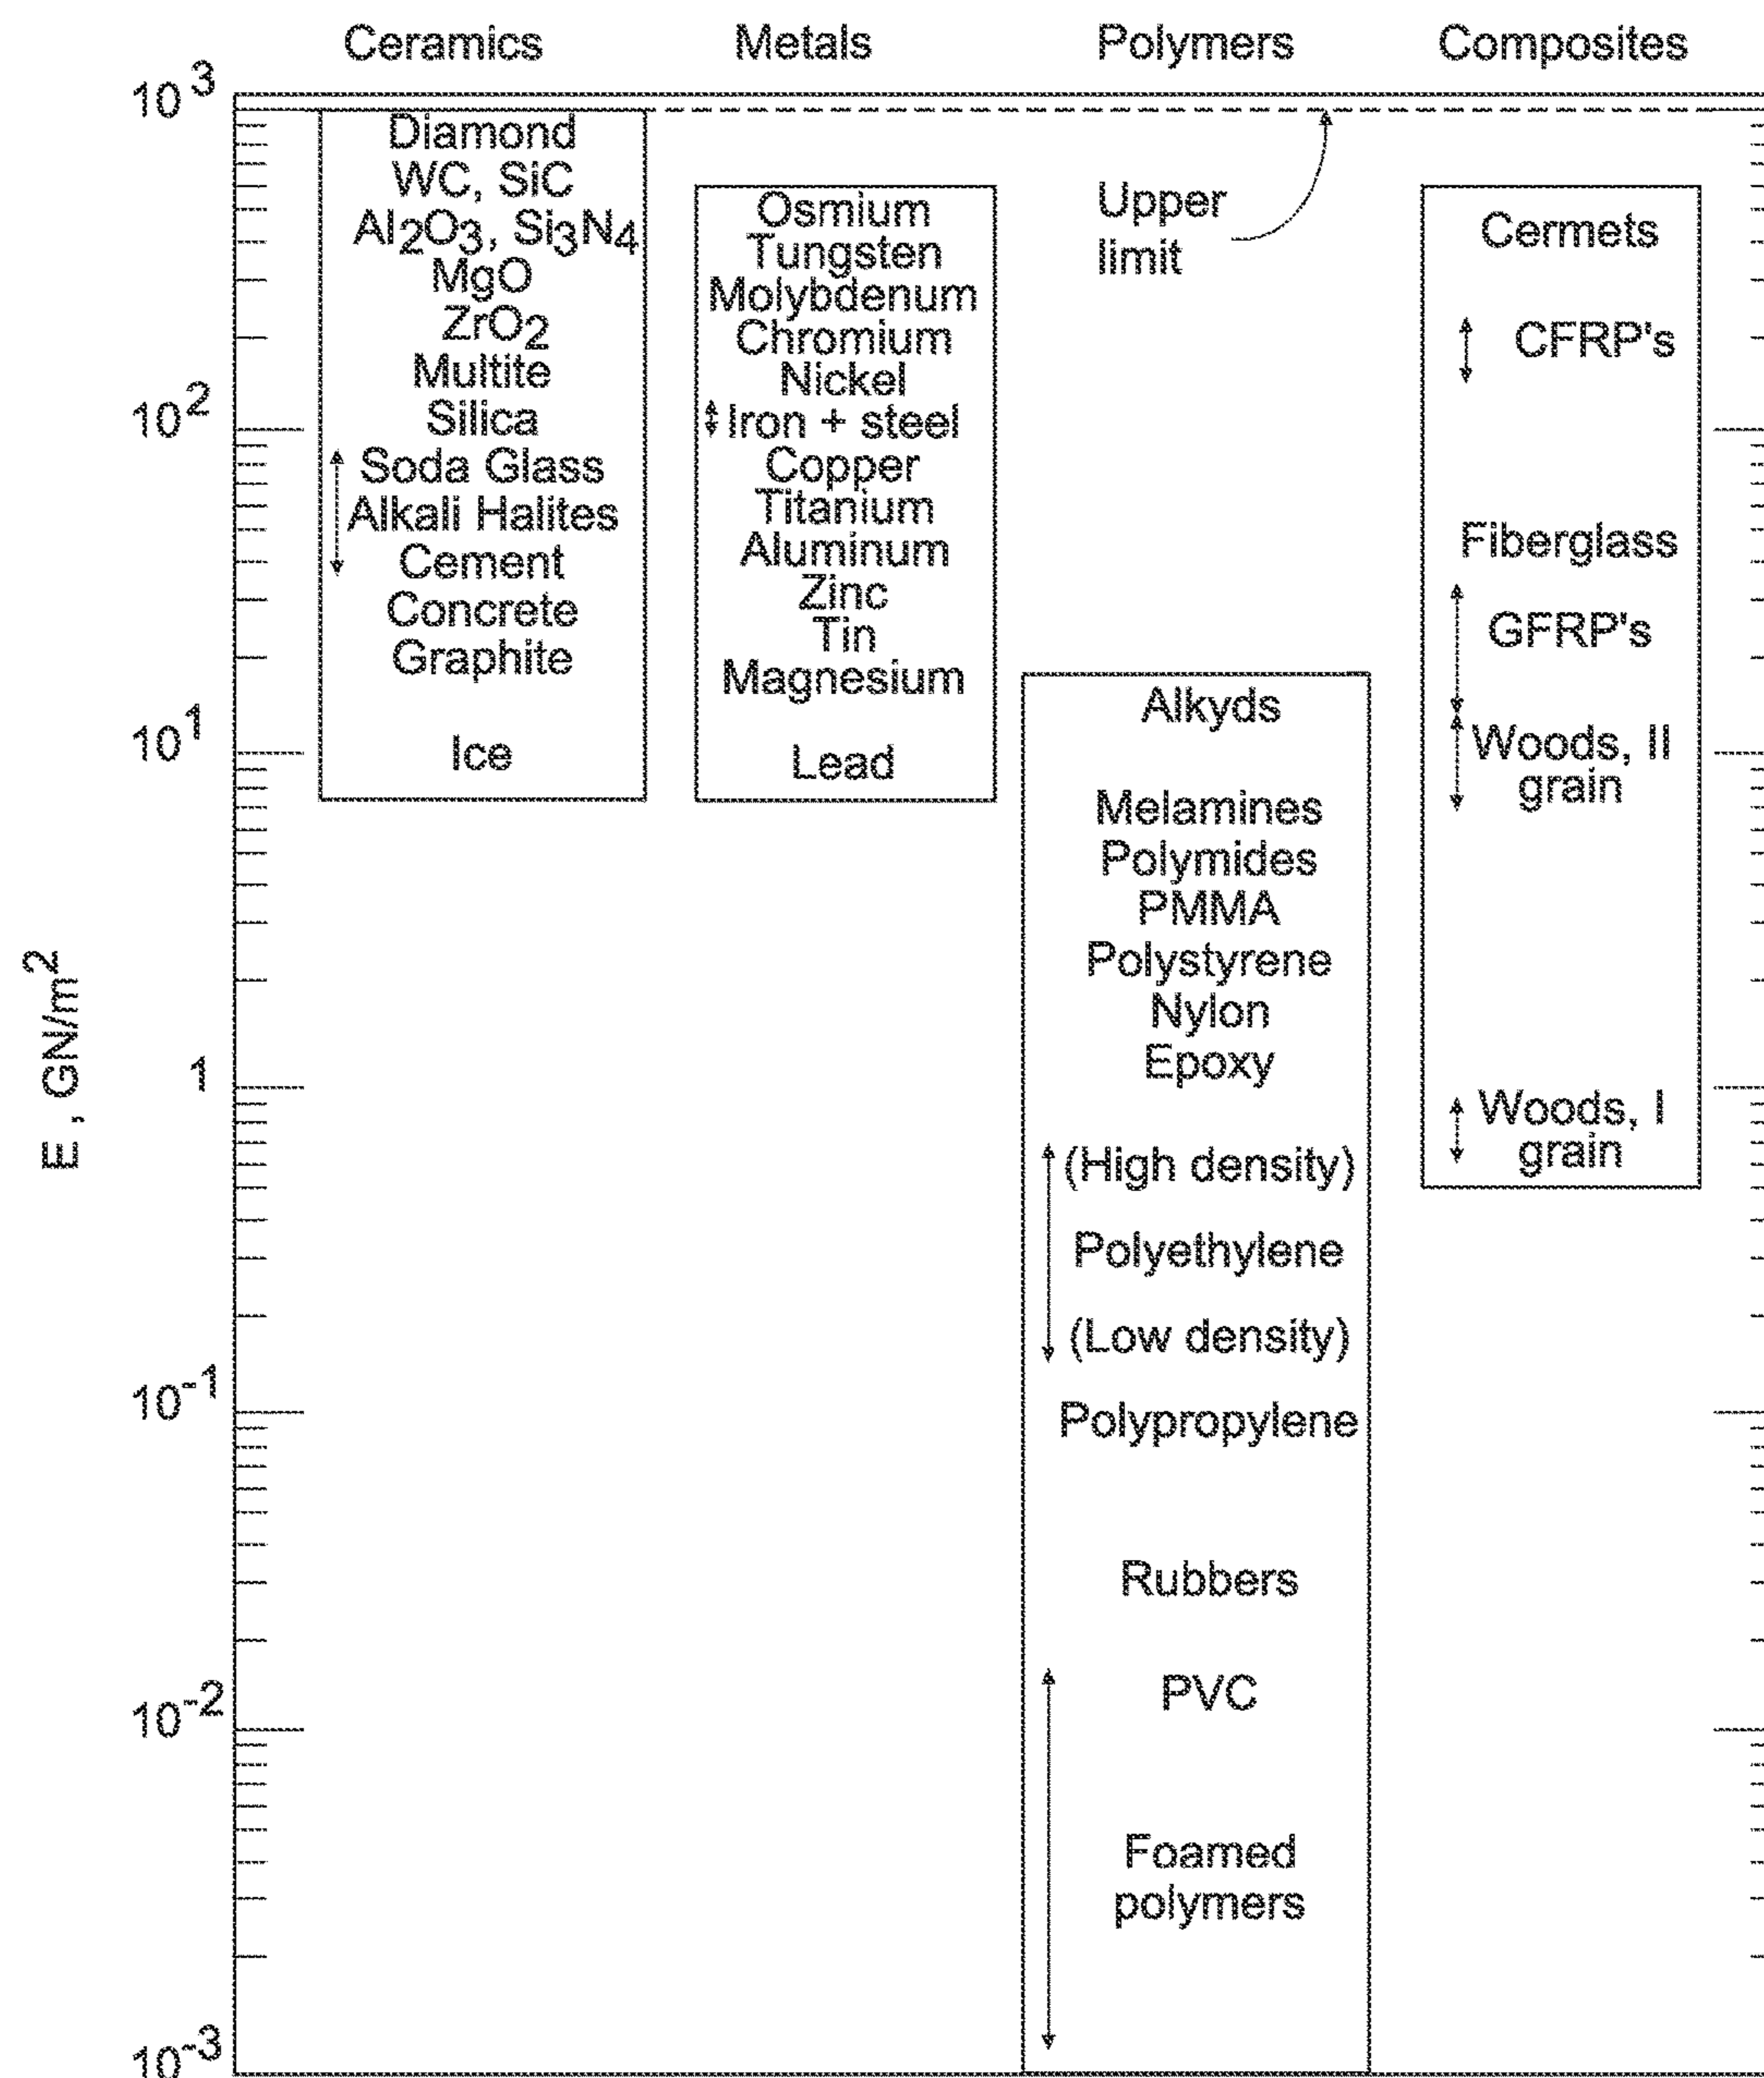 Ceramics Metals Polymers Composites
10³
Diamond
WC, SiC
Al₂O₃, Si₃N₄
MgO
ZrO₂
Multite
Silica
Soda Glass
Alkali Halites
Cement
Concrete
Graphite
Ice
Osmium
Tungsten
Molybdenum
Chromium
Nickel
Iron + steel
Copper
Titanium
Aluminum
Zinc
Tin
Magnesium
Lead
Upper
limit
Alkyds
Melamines
Polymides
PMMA
Polystyrene
Nylon
Epoxy
(High density)
Polyethylene
(Low density)
Polypropylene
Rubbers
PVC
Foamed
polymers
Cermets
CFRP's
Fiberglass
GFRP's
Woods, II
grain
Woods, I
grain
10²
10¹
1
10⁻¹
10⁻²
10⁻³
E , GN/m²